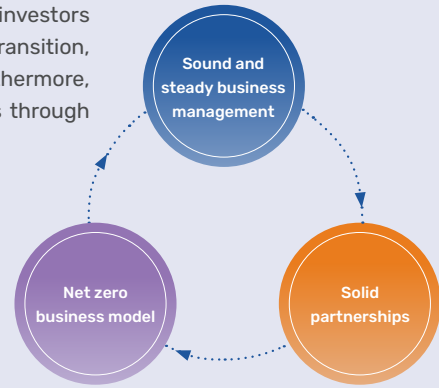 investors
ransition,
hermore,
s through
Sound and
steady business
management
Net zero
business model
Solid
partnerships